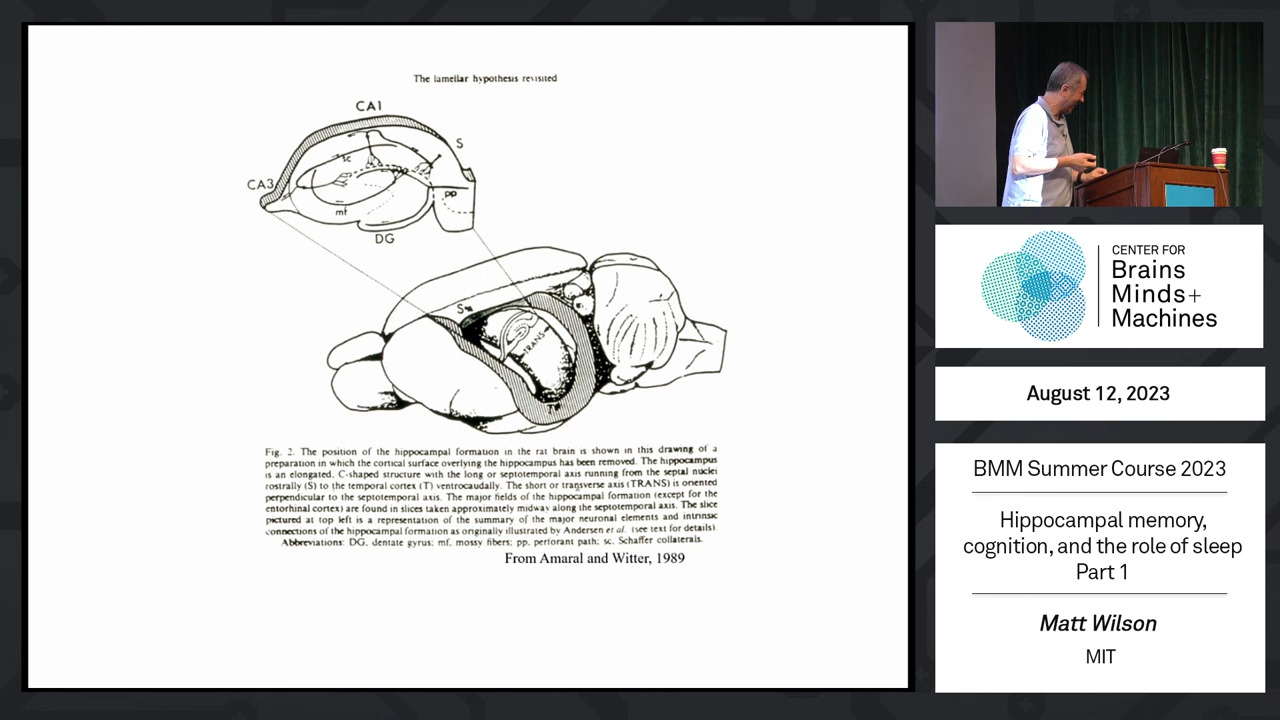 The lamellar hypothesis revisited
CA1
S
sc
CA3
pp
mf
DG
S
TRANS
T
Fig. 2. The position of the hippocampal formation in the rat brain is shown in this drawing of a
preparation in which the cortical surface overlying the hippocampus has been removed. The hippocampus
is an elongated, C-shaped structure with the long or septotemporal axis running from the septal nuclei
rostrally (S) to the temporal cortex (T) ventrocaudally. The short or transverse axis (TRANS) is oriented
perpendicular to the septotemporal axis. The major fields of the hippocampal formation (except for the
entorhinal cortex) are found in slices taken approximately midway along the septotemporal axis. The slice
pictured at top left is a representation of the summary of the major neuronal elements and intrinsic
connections of the hippocampal formation as originally illustrated by Andersen et al. (see text for details).
Abbreviations: DG, dentate gyrus; mf, mossy fibers; pp, perforant path; sc, Schaffer collaterals.
From Amaral and Witter, 1989
CENTER FOR
Brains
Minds+
Machines
August 12, 2023
BMM Summer Course 2023
Hippocampal memory,
cognition, and the role of sleep
Part 1
Matt Wilson
MIT